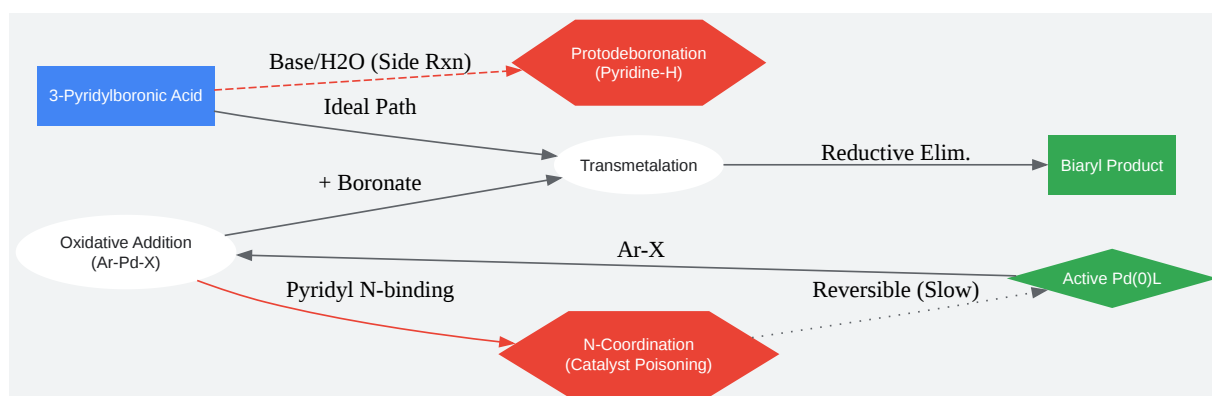 Protodeboronation
(Pyridine-H)
Base/H2O (Side Rxn)
3-Pyridylboronic Acid
Ideal Path
Transmetalation
Reductive Elim.
Biaryl Product
+ Boronate
Oxidative Addition
(Ar-Pd-X)
Ar-X
Active Pd(0)L
Pyridyl N-binding
Reversible (Slow)
N-Coordination
(Catalyst Poisoning)